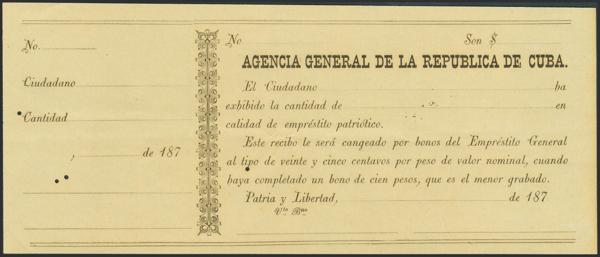 No.
Ciudadano
Cantidad
, de 187
No Son $
AGENCIA GENERAL DE LA REPUBLICA DE CUBA.
El Ciudadano ha
exhibido la cantidad de en
calidad de empréstito patriótico.
Este recibo le será cangeado por bonos del Empréstito General
al tipo de veinte y cinco centavos por peso de valor nominal, cuando
haya completado un bono de cien pesos, que es el menor grabado.
Patria y Libertad, de 187
Vto Bno